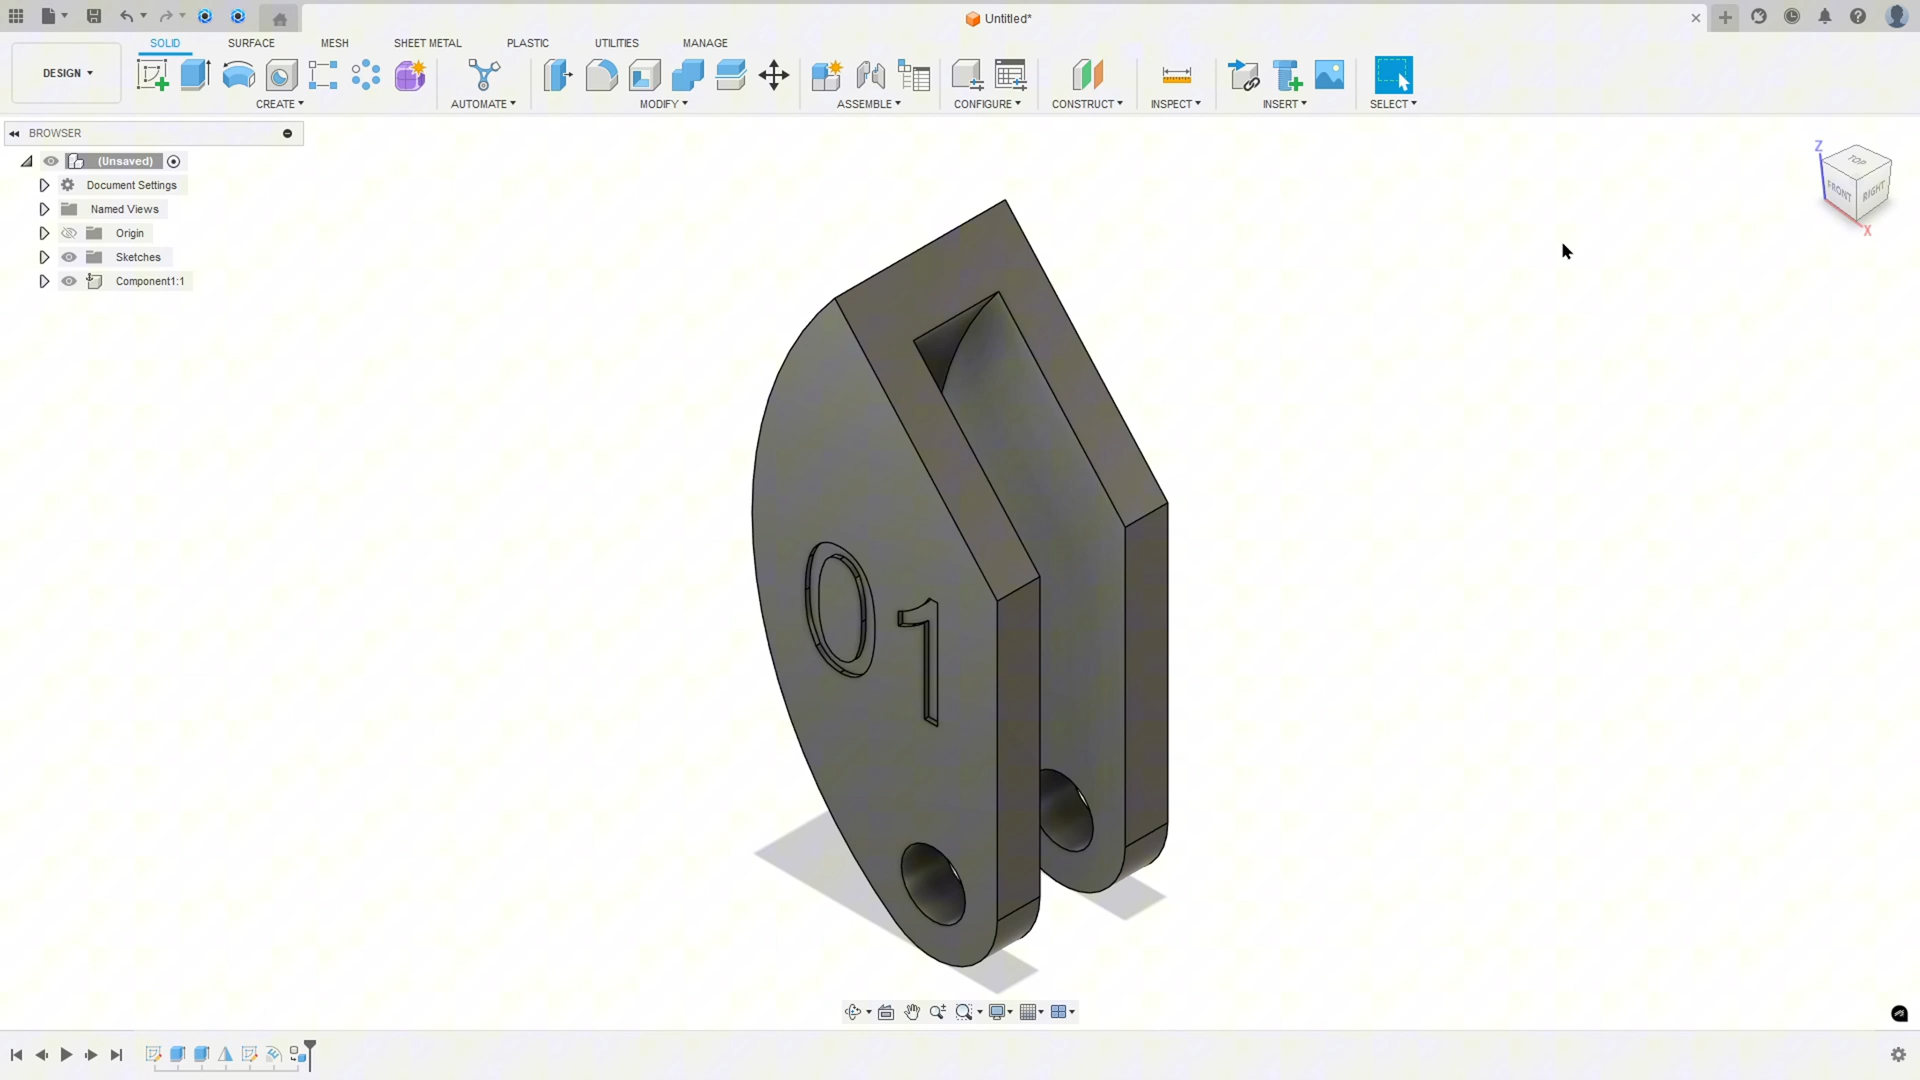 Untitled*
SOLID SURFACE MESH SHEET METAL PLASTIC UTILITIES MANAGE
DESIGN
CREATE AUTOMATE MODIFY ASSEMBLE CONFIGURE CONSTRUCT INSPECT INSERT SELECT
BROWSER
(Unsaved)
Document Settings
Named Views
Origin
Sketches
Component1:1
Z
TOP
FRONT RIGHT
X
01